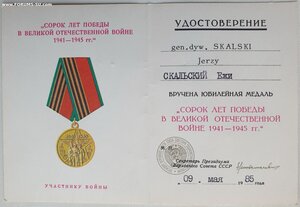 www.FORUMS-SU.com
„СОРОК ЛЕТ ПОБЕДЫ
В ВЕЛИКОЙ ОТЕЧЕСТВЕННОЙ ВОЙНЕ
1941—1945 гг.“
УЧАСТНИКУ ВОЙНЫ
УДОСТОВЕРЕНИЕ
gen.dyw. SKALSKI
Jerzy
СКАЛЬСКИЙ Ежи
ВРУЧЕНА ЮБИЛЕЙНАЯ МЕДАЛЬ
„СОРОК ЛЕТ ПОБЕДЫ
В ВЕЛИКОЙ ОТЕЧЕСТВЕННОЙ
ВОЙНЕ 1941—1945 гг.“
Секретарь Президиума
Верховного Совета СССР
„09“ мая 1985 года